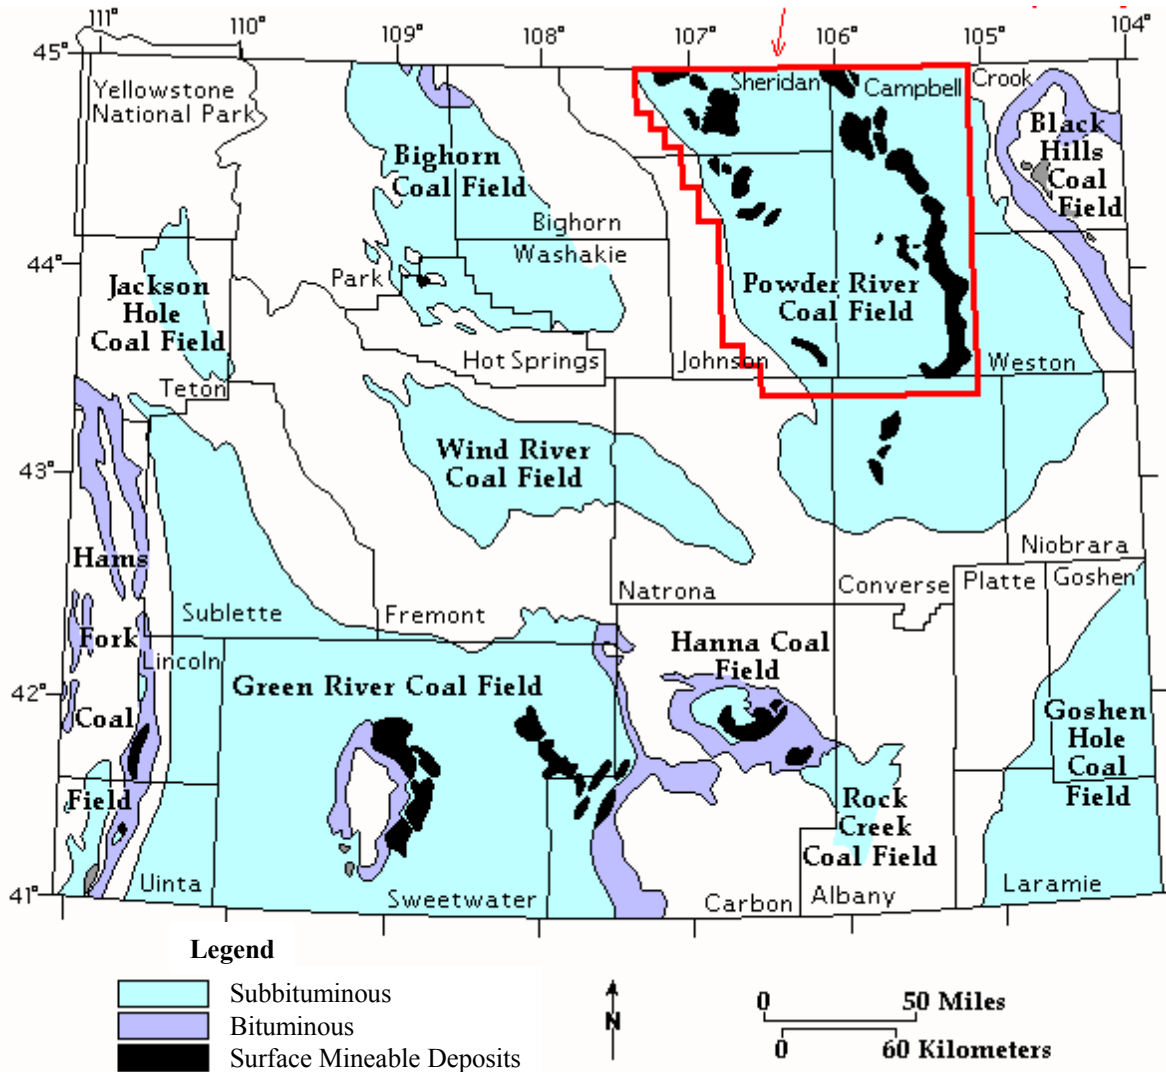 111°
110°
109°
108°
107°
106°
105°
104°
45°
Yellowstone
National Park
Sheridan
Campbell
Crook
Black
Hills
Coal
Field
Bighorn
Coal Field
Bighorn
Washakie
44°
Park
Jackson
Hole
Coal Field
Powder River
Coal Field
Hot Springs
Johnson
Weston
Teton
Wind River
Coal Field
43°
Hams
Fork
Coal
Field
Niobrara
Natrona
Converse
Platte
Goshen
Sublette
Fremont
Lincoln
Hanna Coal
Field
Green River Coal Field
42°
Goshen
Hole
Coal
Field
Rock
Creek
Coal Field
41°
Uinta
Sweetwater
Carbon
Albany
Laramie
Legend
Subbituminous
Bituminous
Surface Mineable Deposits
N
0 50 Miles
0 60 Kilometers